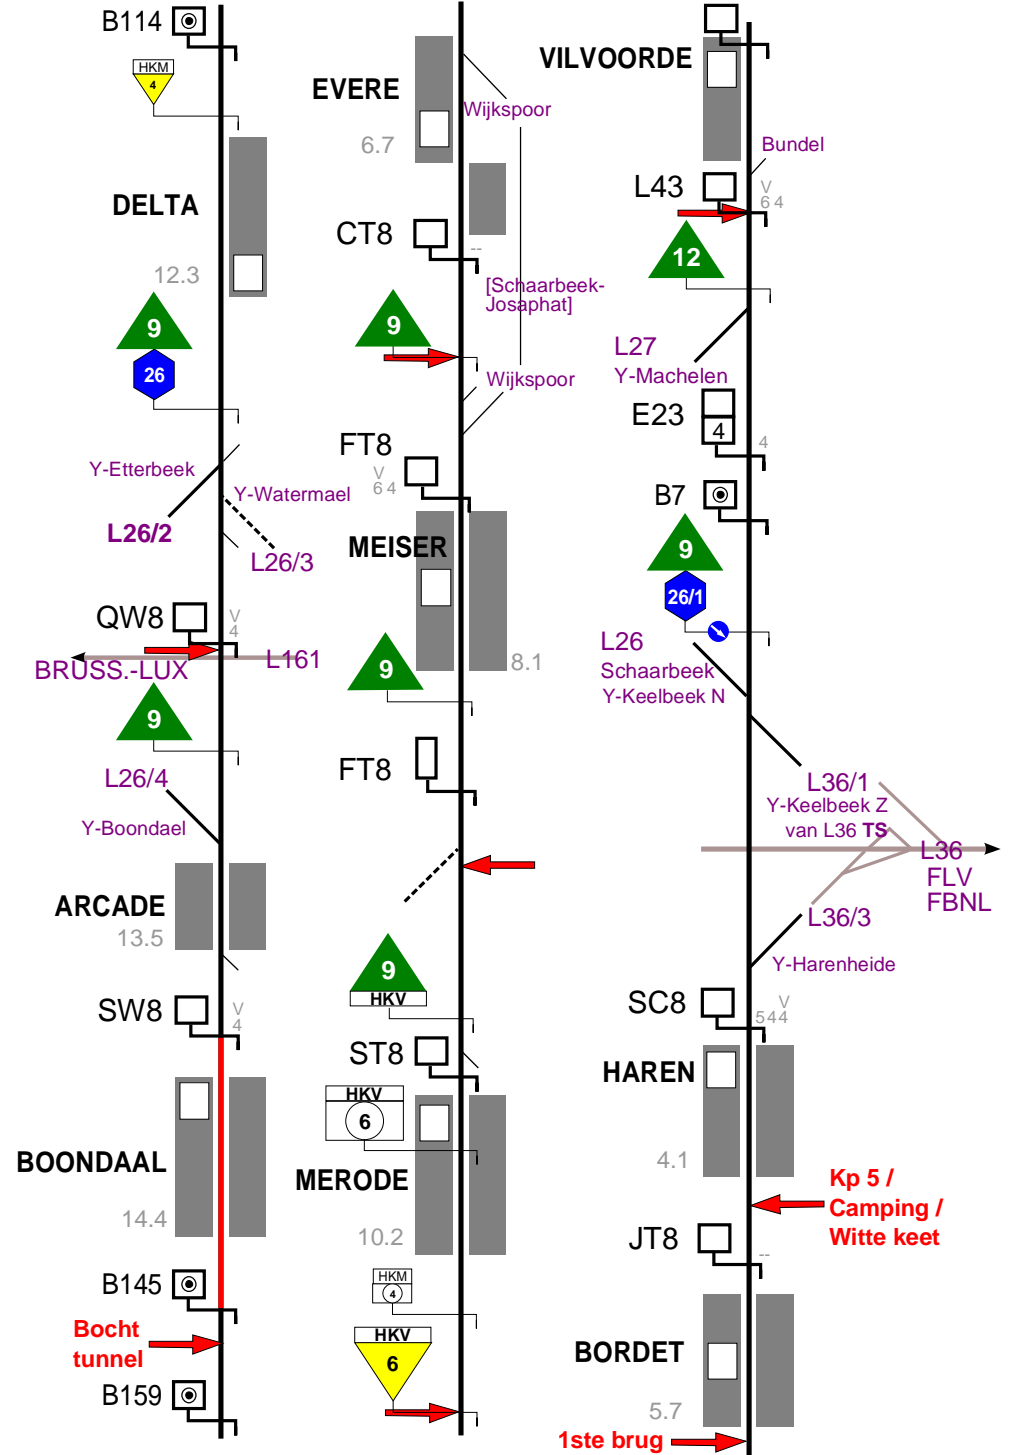 B114
HKM
4
DELTA
12.3
9
26
Y-Etterbeek
Y-Watermael
L26/2
L26/3
QW8
V
4
L161
BRUSS.-LUX
9
L26/4
Y-Boondael
ARCADE
13.5
SW8
V
4
BOONDAAL
14.4
B145
Bocht
tunnel
B159
EVERE
6.7
Wijkspoor
CT8
--
[Schaarbeek-
Josaphat]
9
Wijkspoor
FT8
V
6 4
MEISER
8.1
9
FT8
9
HKV
ST8
HKV
6
MERODE
10.2
HKM
4
HKV
6
VILVOORDE
Bundel
L43
V
6 4
12
L27
Y-Machelen
E23
4
4
B7
9
26/1
L26
Schaarbeek
Y-Keelbeek N
L36/1
Y-Keelbeek Z
van L36 TS
L36
FLV
FBNL
L36/3
Y-Harenheide
SC8
V
5 4 4
HAREN
4.1
Kp 5 /
Camping /
Witte keet
JT8
--
BORDET
5.7
1ste brug